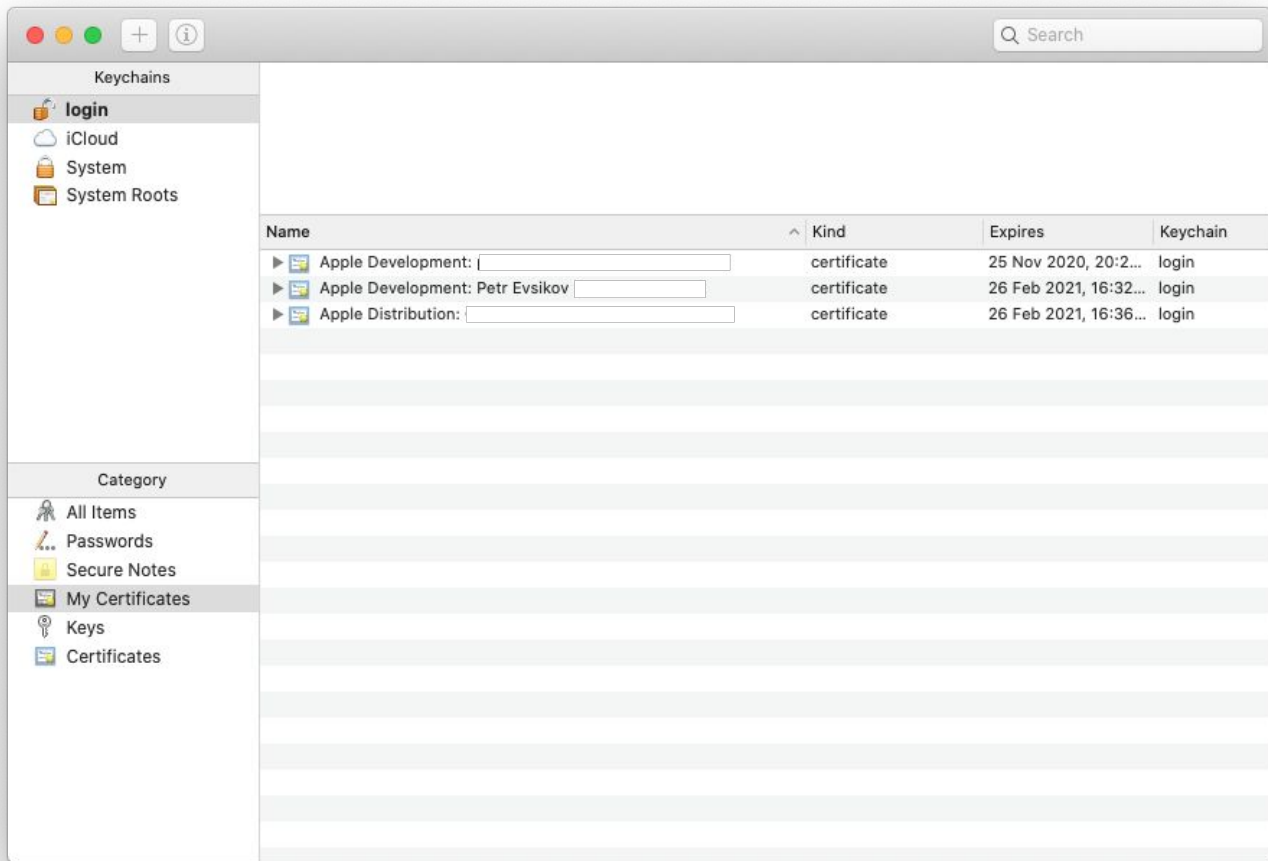 Search
Keychains
login
iCloud
System
System Roots
Name Kind Expires Keychain
Apple Development: certificate 25 Nov 2020, 20:2... login
Apple Development: Petr Evsikov certificate 26 Feb 2021, 16:32... login
Apple Distribution: certificate 26 Feb 2021, 16:36... login
Category
All Items
Passwords
Secure Notes
My Certificates
Keys
Certificates